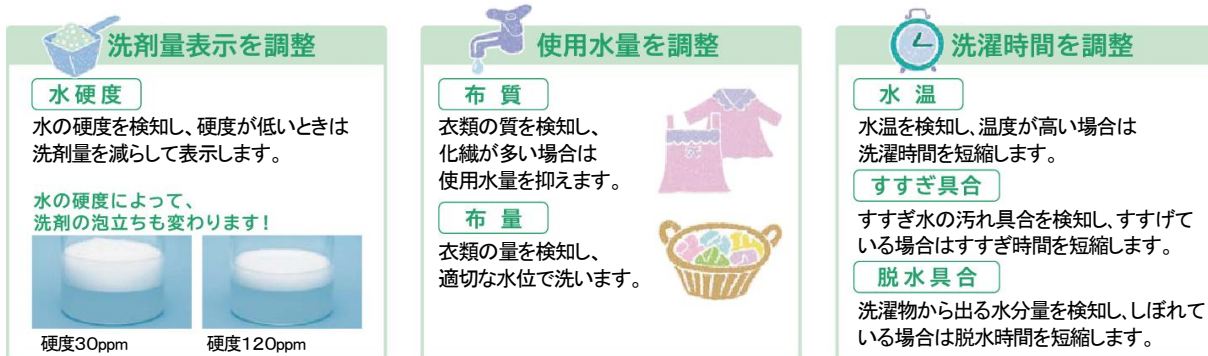 洗剤量表示を調整
水硬度
水の硬度を検知し、硬度が低いときは
洗剤量を減らして表示します。
水の硬度によって、
洗剤の泡立ちも変わります!
硬度30ppm
硬度120ppm
使用水量を調整
布質
衣類の質を検知し、
化繊が多い場合は
使用水量を抑えます。
布量
衣類の量を検知し、
適切な水位で洗います。
洗濯時間を調整
水温
水温を検知し、温度が高い場合は
洗濯時間を短縮します。
すすぎ具合
すすぎ水の汚れ具合を検知し、すすげて
いる場合はすすぎ時間を短縮します。
脱水具合
洗濯物から出る水分量を検知し、しぼれて
いる場合は脱水時間を短縮します。